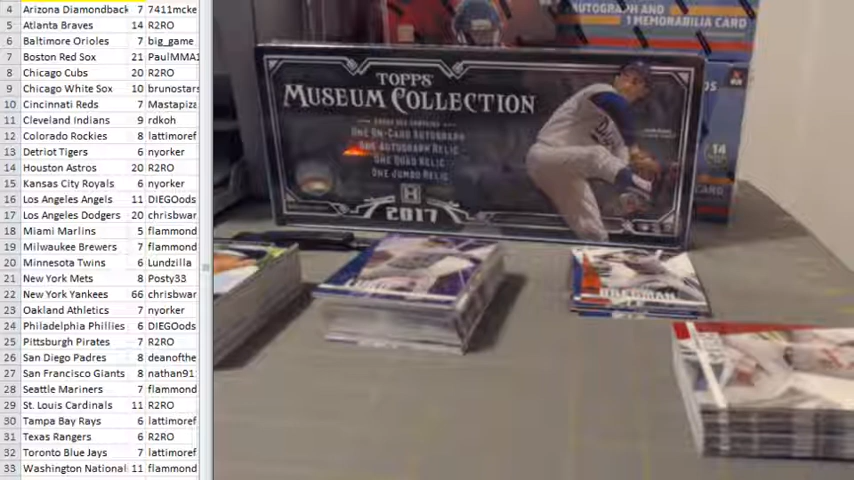 4 Arizona Diamondback 7 7411mcke
5 Atlanta Braves 14 R2RO
6 Baltimore Orioles 7 big_game
7 Boston Red Sox 21 PaulMMA1
8 Chicago Cubs 20 R2RO
9 Chicago White Sox 10 brunostars
10 Cincinnati Reds 7 Mastapiza
11 Cleveland Indians 9 rdkoh
12 Colorado Rockies 8 lattimoref
13 Detriot Tigers 6 nyorker
14 Houston Astros 20 R2RO
15 Kansas City Royals 6 nyorker
16 Los Angeles Angels 11 DIEGOods
17 Los Angeles Dodgers 20 chrisbwar
18 Miami Marlins 5 flammond
19 Milwaukee Brewers 7 flammond
20 Minnesota Twins 6 Lundzilla
21 New York Mets 8 Posty33
22 New York Yankees 66 chrisbwar
23 Oakland Athletics 7 nyorker
24 Philadelphia Phillies 6 DIEGOods
25 Pittsburgh Pirates 7 R2RO
26 San Diego Padres 8 deanofthe
27 San Francisco Giants 8 nathan91
28 Seattle Mariners 7 flammond
29 St. Louis Cardinals 11 R2RO
30 Tampa Bay Rays 6 lattimoref
31 Texas Rangers 6 R2RO
32 Toronto Blue Jays 7 lattimoref
33 Washington National 11 flammond
AUTOGRAPH AND
1 MEMORABILIA CARD
TOPPS
MUSEUM COLLECTION
ONE ON-CARD AUTOGRAPH
ONE AUTOGRAPH RELIC
ONE QUAD RELIC
ONE JUMBO RELIC
2017
14
CARD
BREGMAN